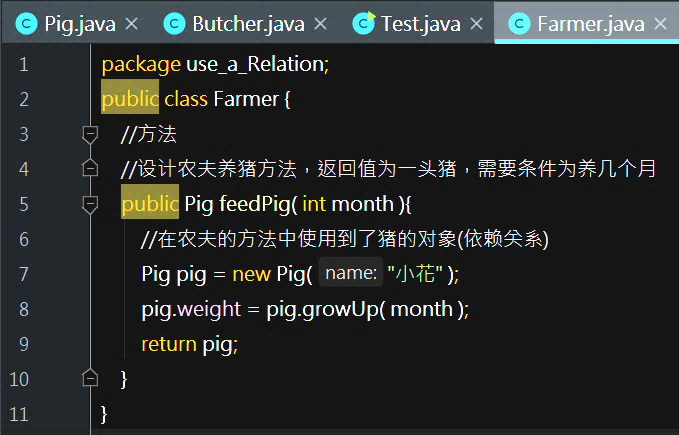 Pig.java Butcher.java Test.java Farmer.java
1 package use_a_Relation;
2 public class Farmer {
3 //方法
4 //设计农夫养猪方法，返回值为一头猪，需要条件为养几个月
5 public Pig feedPig( int month ){
6 //在农夫的方法中使用到了猪的对象(依赖关系)
7 Pig pig = new Pig( name: "小花" );
8 pig.weight = pig.growUp( month );
9 return pig;
10 }
11 }